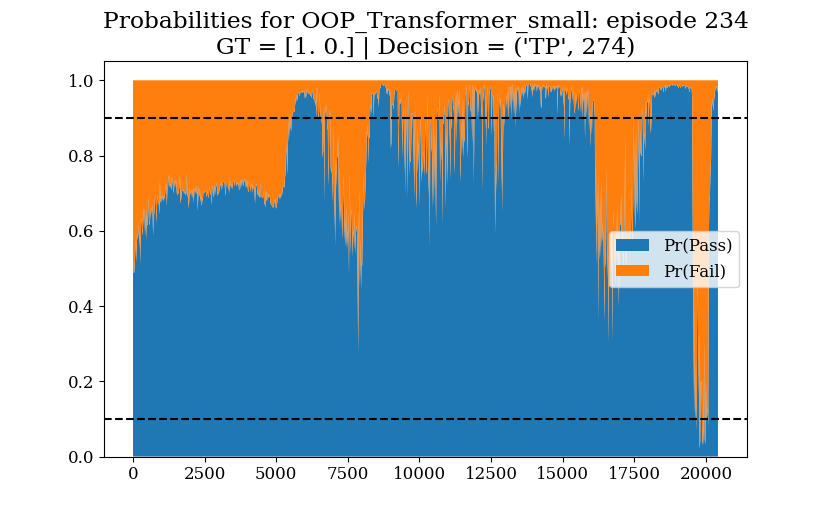 Probabilities for OOP_Transformer_small: episode 234
GT = [1. 0.] | Decision = ('TP', 274)
1.0
0.8
0.6
0.4
0.2
0.0
Pr(Pass)
Pr(Fail)
0 2500 5000 7500 10000 12500 15000 17500 20000